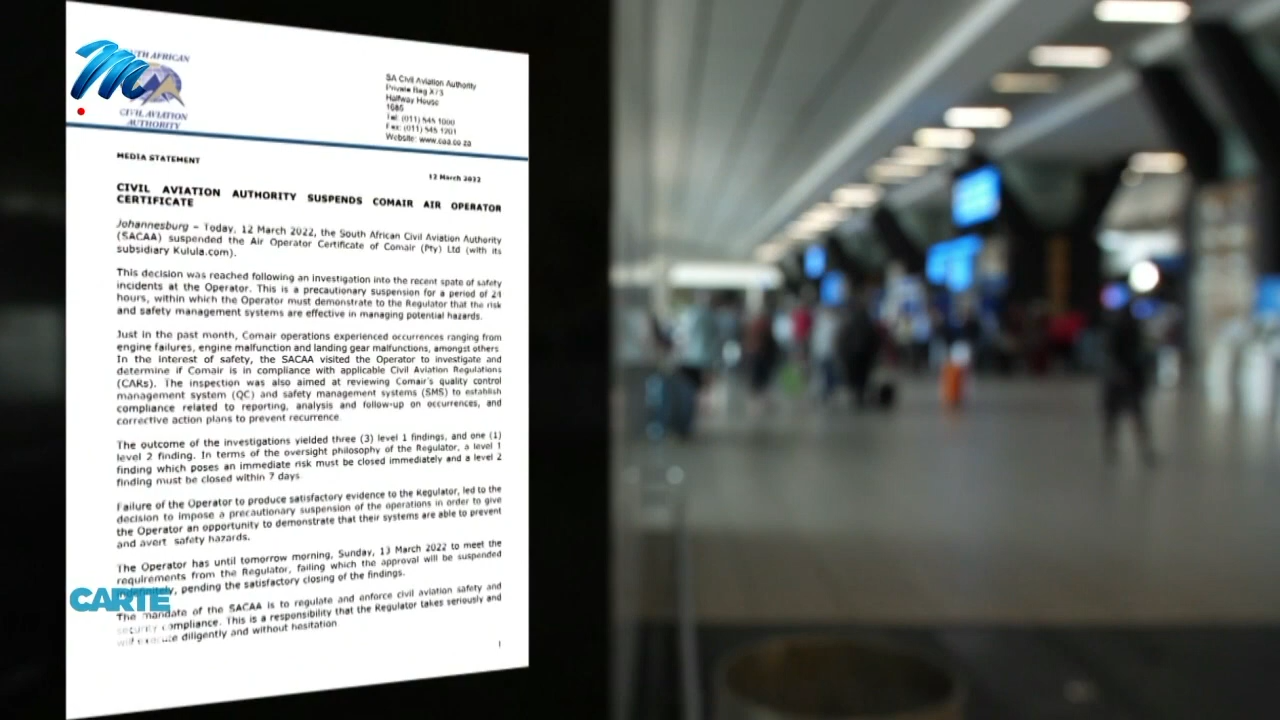 SOUTH AFRICAN
CIVIL AVIATION
AUTHORITY
SA Civil Aviation Authority
Private Bag X73
Halfway House
1685
Tel: (011) 545 1000
Fax: (011) 545 1201
Website: www.caa.co.za
MEDIA STATEMENT
12 March 2022
CIVIL AVIATION AUTHORITY SUSPENDS COMAIR AIR OPERATOR
CERTIFICATE
Johannesburg – Today, 12 March 2022, the South African Civil Aviation Authority
(SACAA) suspended the Air Operator Certificate of Comair (Pty) Ltd (with its
subsidiary Kulula.com).
This decision was reached following an investigation into the recent spate of safety
incidents at the Operator. This is a precautionary suspension for a period of 24
hours, within which the Operator must demonstrate to the Regulator that the risk
and safety management systems are effective in managing potential hazards.
Just in the past month, Comair operations experienced occurrences ranging from
engine failures, engine malfunction and landing gear malfunctions, amongst others
In the interest of safety, the SACAA visited the Operator to investigate and
determine if Comair is in compliance with applicable Civil Aviation Regulations
(CARs). The inspection was also aimed at reviewing Comair's quality control
management system (QC) and safety management systems (SMS) to establish
compliance related to reporting, analysis and follow-up on occurrences, and
corrective action plans to prevent recurrence
The outcome of the investigations yielded three (3) level 1 findings, and one (1)
level 2 finding. In terms of the oversight philosophy of the Regulator, a level 1
finding which poses an immediate risk must be closed immediately and a level 2
finding must be closed within 7 days
Failure of the Operator to produce satisfactory evidence to the Regulator, led to the
decision to impose a precautionary suspension of the operations in order to give
the Operator an opportunity to demonstrate that their systems are able to prevent
and avert safety hazards.
The Operator has until tomorrow morning, Sunday, 13 March 2022 to meet the
requirements from the Regulator, failing which the approval will be suspended
indefinitely, pending the satisfactory closing of the findings.
CARTE
The mandate of the SACAA is to regulate and enforce civil aviation safety and
security compliance. This is a responsibility that the Regulator takes seriously and
will execute diligently and without hesitation
1